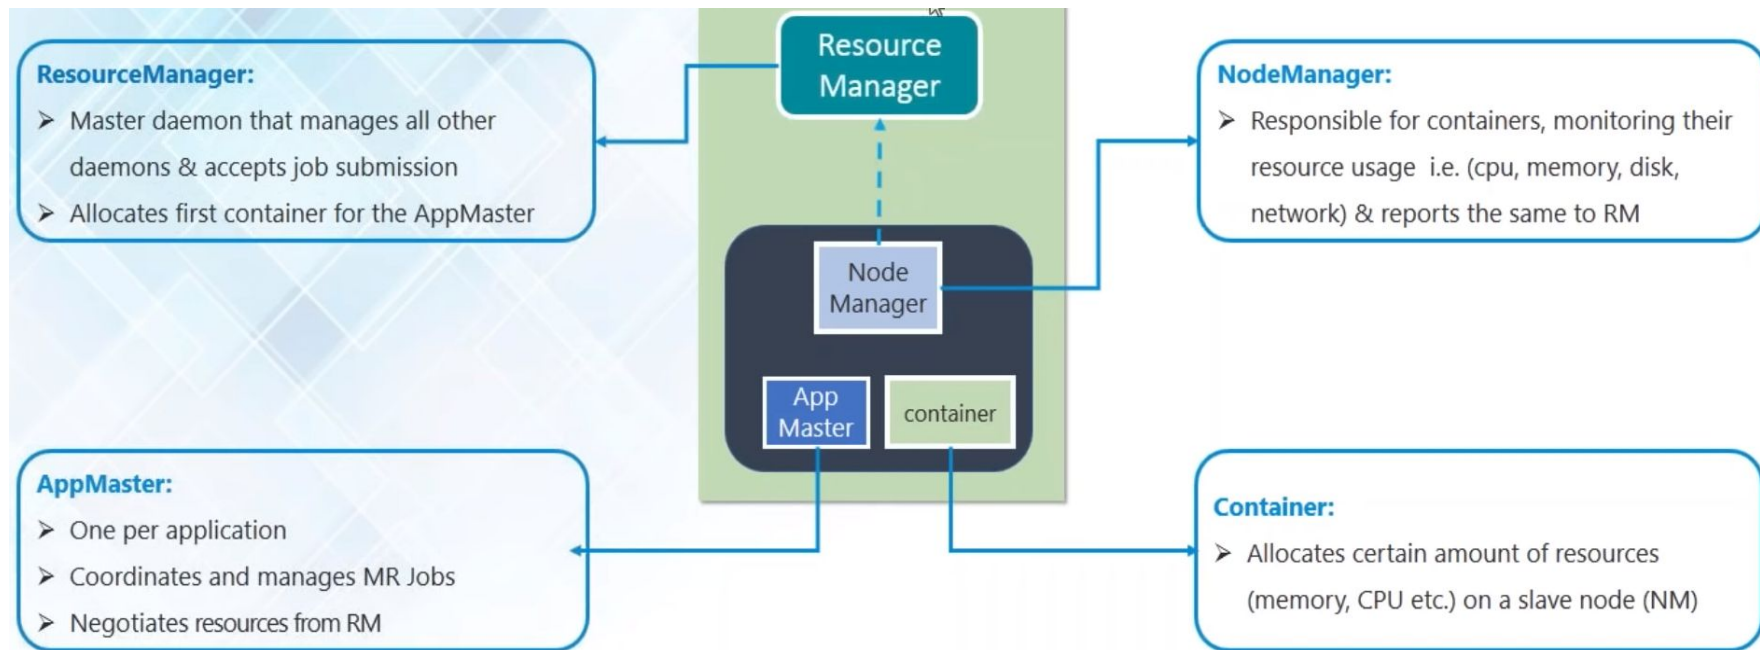 ResourceManager:
➢ Master daemon that manages all other
daemons & accepts job submission
➢ Allocates first container for the AppMaster
Resource
Manager
NodeManager:
➢ Responsible for containers, monitoring their
resource usage i.e. (cpu, memory, disk,
network) & reports the same to RM
Node
Manager
App
Master
container
AppMaster:
➢ One per application
➢ Coordinates and manages MR Jobs
➢ Negotiates resources from RM
Container:
➢ Allocates certain amount of resources
(memory, CPU etc.) on a slave node (NM)